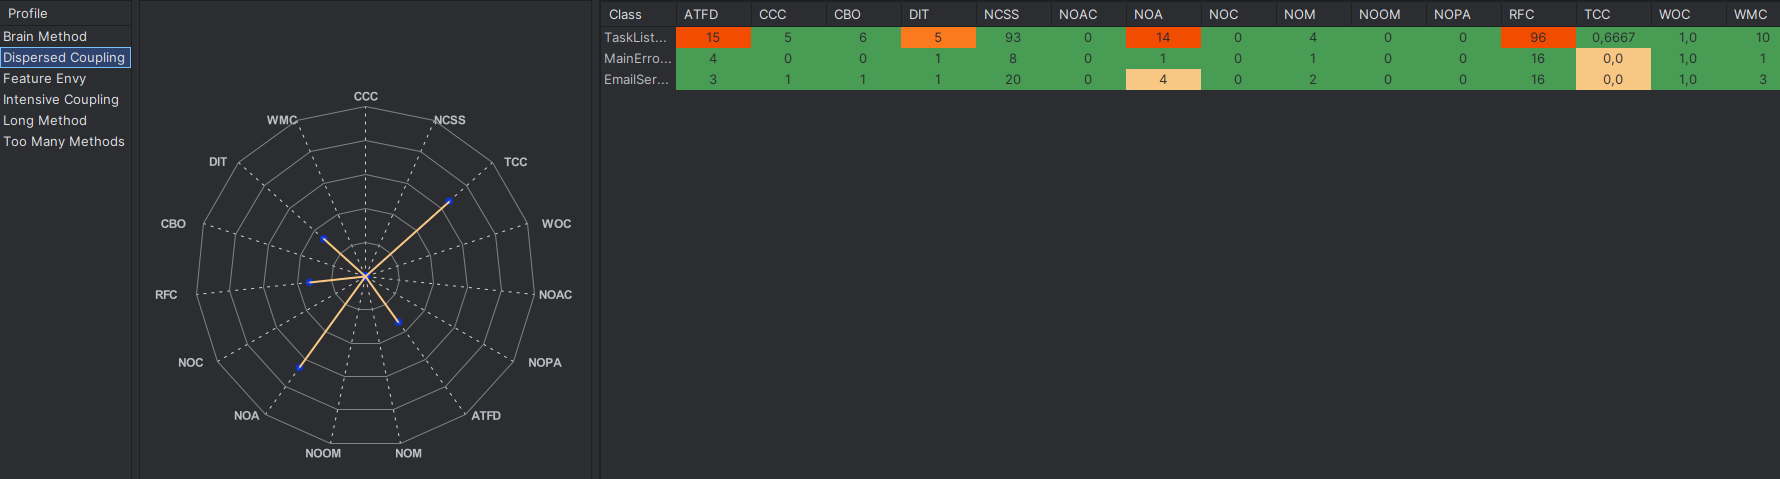 Profile
Brain Method
Dispersed Coupling
Feature Envy
Intensive Coupling
Long Method
Too Many Methods
CCC
WMC
NCSS
DIT
TCC
CBO
WOC
RFC
NOAC
NOC
NOPA
NOA
ATFD
NOOM
NOM
Class ATFD CCC CBO DIT NCSS NOAC NOA NOC NOM NOOM NOPA RFC TCC WOC WMC
TaskList... 15 5 6 5 93 0 14 0 4 0 0 96 0,6667 1,0 10
MainErro... 4 0 0 1 8 0 1 0 1 0 0 16 0,0 1,0 1
EmailSer... 3 1 1 1 20 0 4 0 2 0 0 16 0,0 1,0 3